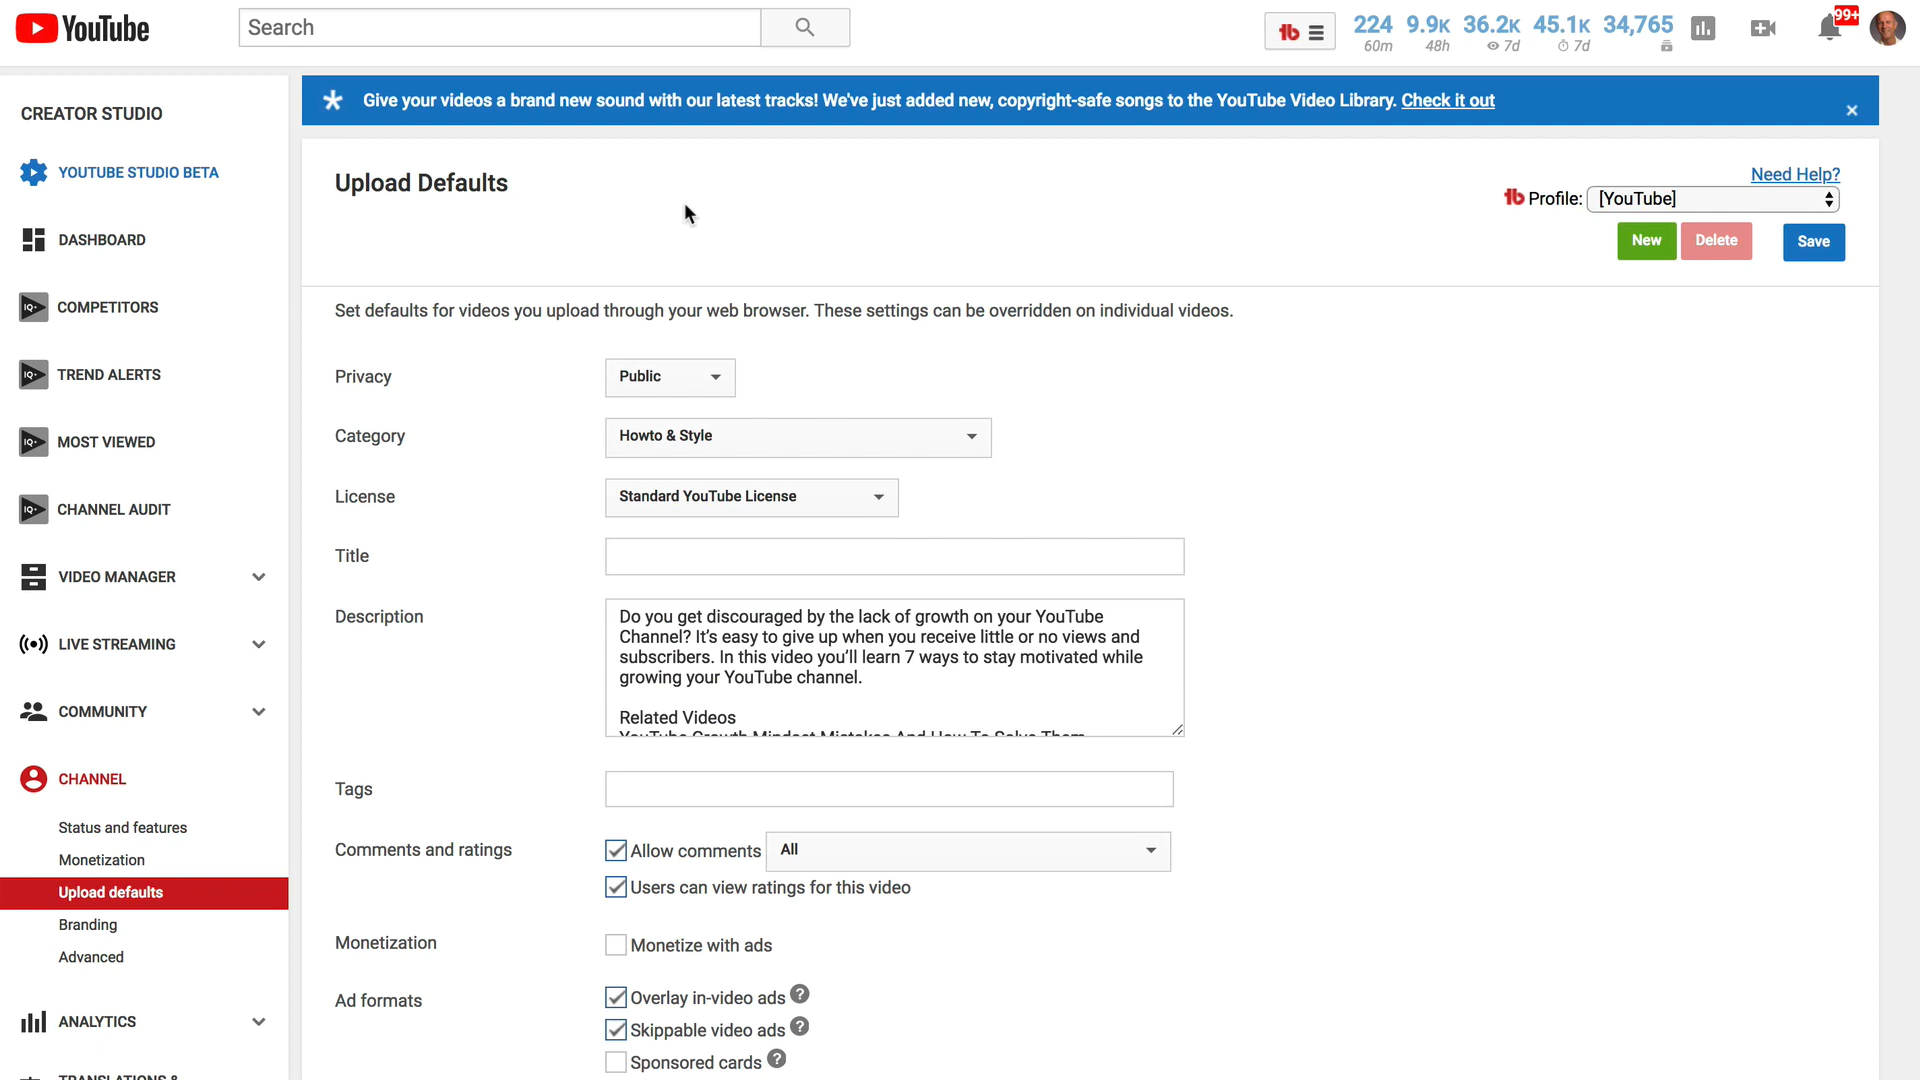 YouTube
Search
tb
224 9.9K 36.2K 45.1K 34,765
60m 48h 7d 7d
99+
Give your videos a brand new sound with our latest tracks! We've just added new, copyright-safe songs to the YouTube Video Library. Check it out
×
CREATOR STUDIO
YOUTUBE STUDIO BETA
DASHBOARD
IQ+ COMPETITORS
IQ+ TREND ALERTS
IQ+ MOST VIEWED
IQ+ CHANNEL AUDIT
VIDEO MANAGER
LIVE STREAMING
COMMUNITY
CHANNEL
Status and features
Monetization
Upload defaults
Branding
Advanced
ANALYTICS
TRANSLATIONS &
Upload Defaults
Need Help?
tb Profile: [YouTube]
New Delete Save
Set defaults for videos you upload through your web browser. These settings can be overridden on individual videos.
Privacy Public
Category Howto & Style
License Standard YouTube License
Title
Description
Do you get discouraged by the lack of growth on your YouTube
Channel? It's easy to give up when you receive little or no views and
subscribers. In this video you'll learn 7 ways to stay motivated while
growing your YouTube channel.
Related Videos
YouTube Growth Mindset Mistakes And How To Solve Them
Tags
Comments and ratings Allow comments All
Users can view ratings for this video
Monetization Monetize with ads
Ad formats Overlay in-video ads ?
Skippable video ads ?
Sponsored cards ?